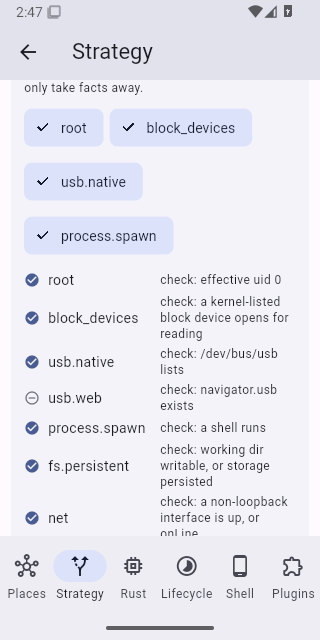 2:47
Strategy
only take facts away.
root
block_devices
usb.native
process.spawn
root
check: effective uid 0
block_devices
check: a kernel-listed
block device opens for
reading
usb.native
check: /dev/bus/usb
lists
usb.web
check: navigator.usb
exists
process.spawn
check: a shell runs
fs.persistent
check: working dir
writable, or storage
persisted
net
check: a non-loopback
interface is up, or
onLine
Places
Strategy
Rust
Lifecycle
Shell
Plugins